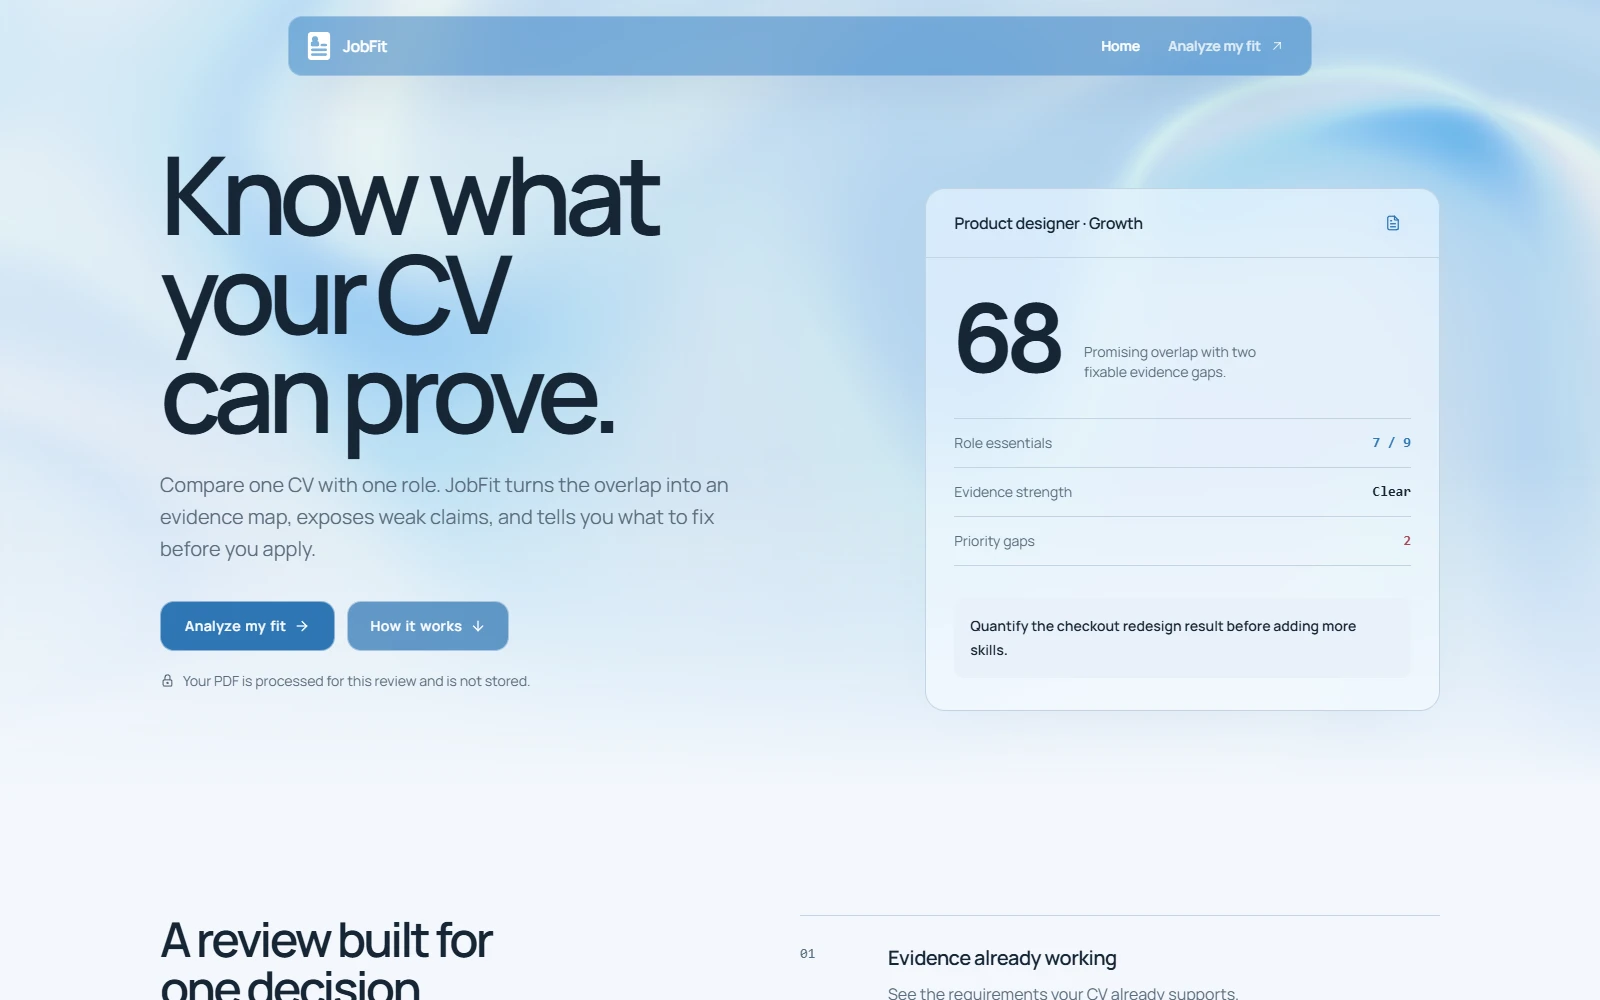 JobFit
Home
Analyze my fit
Know what
your CV
can prove.
Compare one CV with one role. JobFit turns the overlap into an
evidence map, exposes weak claims, and tells you what to fix
before you apply.
Analyze my fit
How it works
Your PDF is processed for this review and is not stored.
Product designer · Growth
68
Promising overlap with two
fixable evidence gaps.
Role essentials
7 / 9
Evidence strength
Clear
Priority gaps
2
Quantify the checkout redesign result before adding more
skills.
A review built for
one decision
01
Evidence already working
See the requirements your CV already supports.